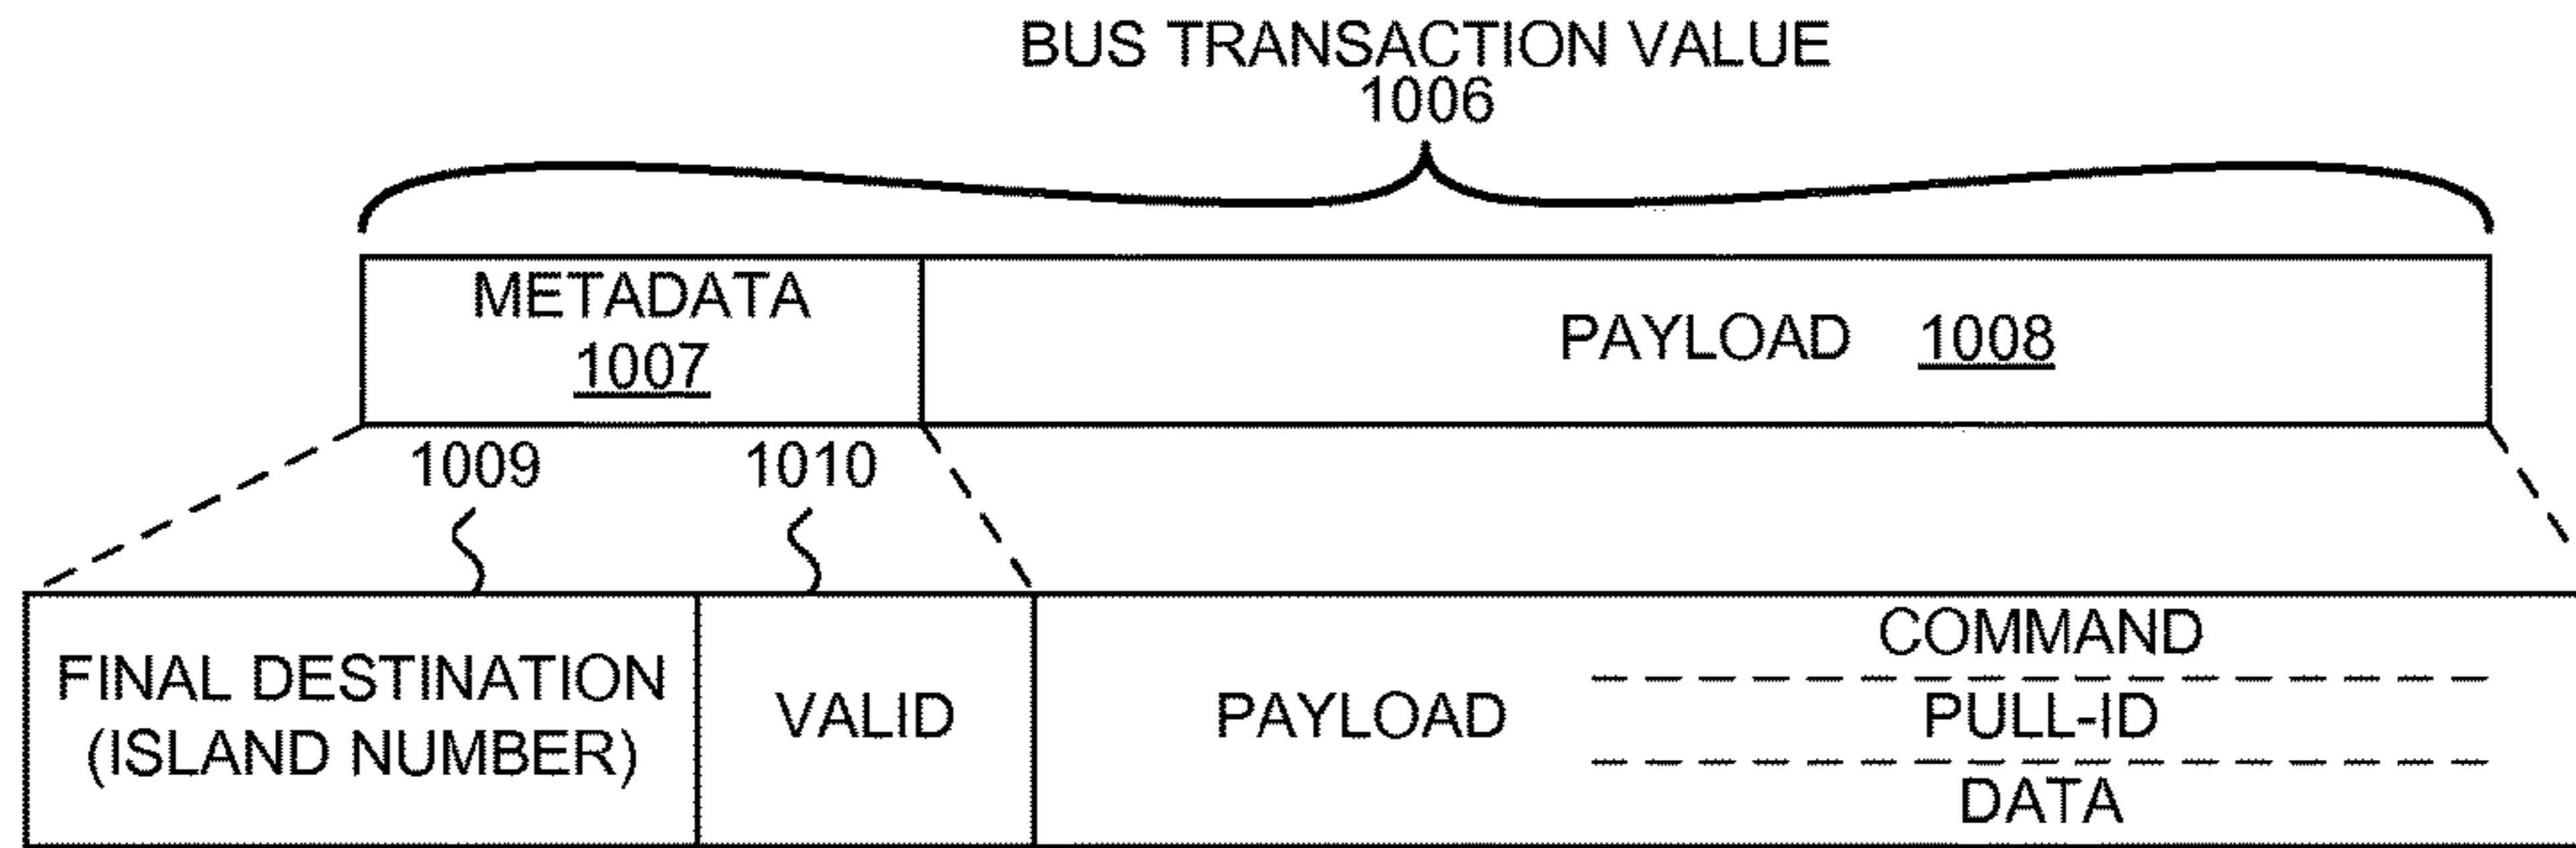 BUS TRANSACTION VALUE
1006
METADATA
1007
PAYLOAD 1008
1009
1010
FINAL DESTINATION
(ISLAND NUMBER)
VALID
PAYLOAD
COMMAND
PULL-ID
DATA